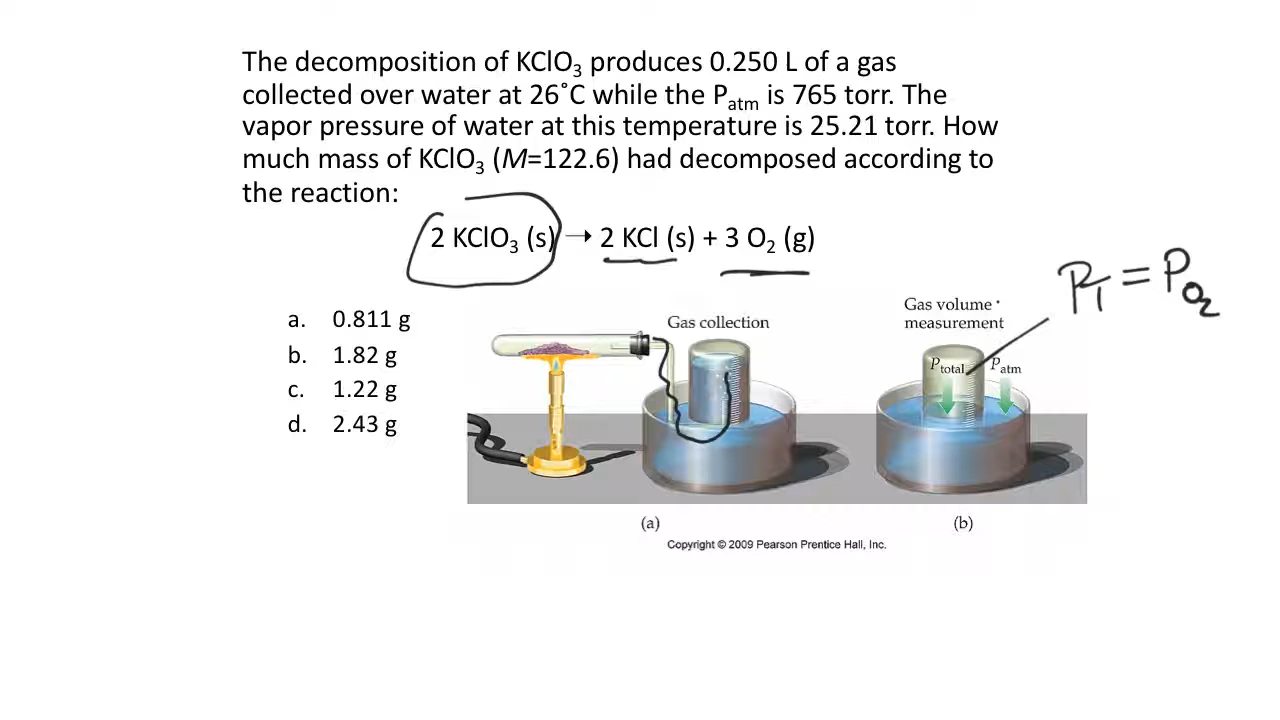 The decomposition of KClO₃ produces 0.250 L of a gas
collected over water at 26˚C while the Pₐₜₘ is 765 torr. The
vapor pressure of water at this temperature is 25.21 torr. How
much mass of KClO₃ (M=122.6) had decomposed according to
the reaction:
2 KClO₃ (s) → 2 KCl (s) + 3 O₂ (g)
P_T = P_O₂
a. 0.811 g
b. 1.82 g
c. 1.22 g
d. 2.43 g
Gas collection
Gas volume
measurement
Pₜₒₜₐₗ Pₐₜₘ
(a) (b)
Copyright © 2009 Pearson Prentice Hall, Inc.